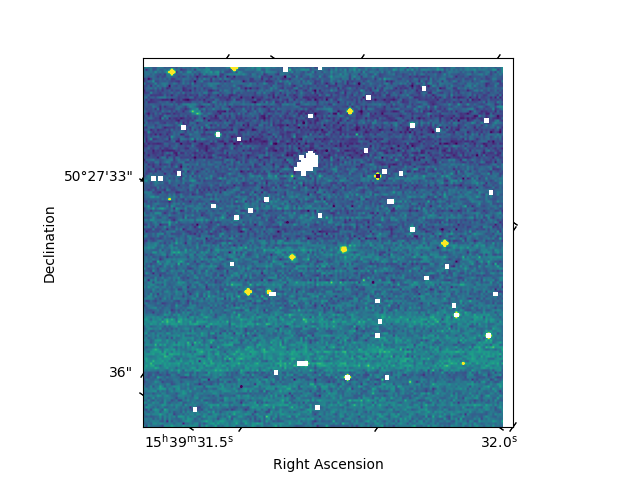 50°27'33"
Declination
36"
15ʰ39ᵐ31.5ˢ
32.0ˢ
Right Ascension